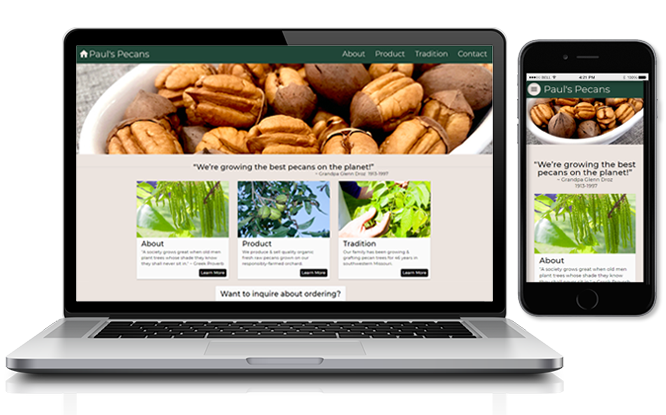 Paul's Pecans
About Product Tradition Contact
"We're growing the best pecans on the planet!"
~ Grandpa Glenn Droz 1913-1997
About
"A society grows great when old men
plant trees whose shade they know
they shall never sit in." – Greek Proverb
Learn More
Product
We produce & sell quality organic
fresh raw pecans grown on our
responsibly-farmed orchard.
Learn More
Tradition
Our family has been growing &
grafting pecan trees for 46 years in
southwestern Missouri.
Learn More
Want to inquire about ordering?
4:21 PM
Paul's Pecans
"We're growing the best
pecans on the planet!"
~ Grandpa Glenn Droz
1913-1997
About
"A society grows great when old men
plant trees whose shade they know
they shall never sit in." – Greek Proverb